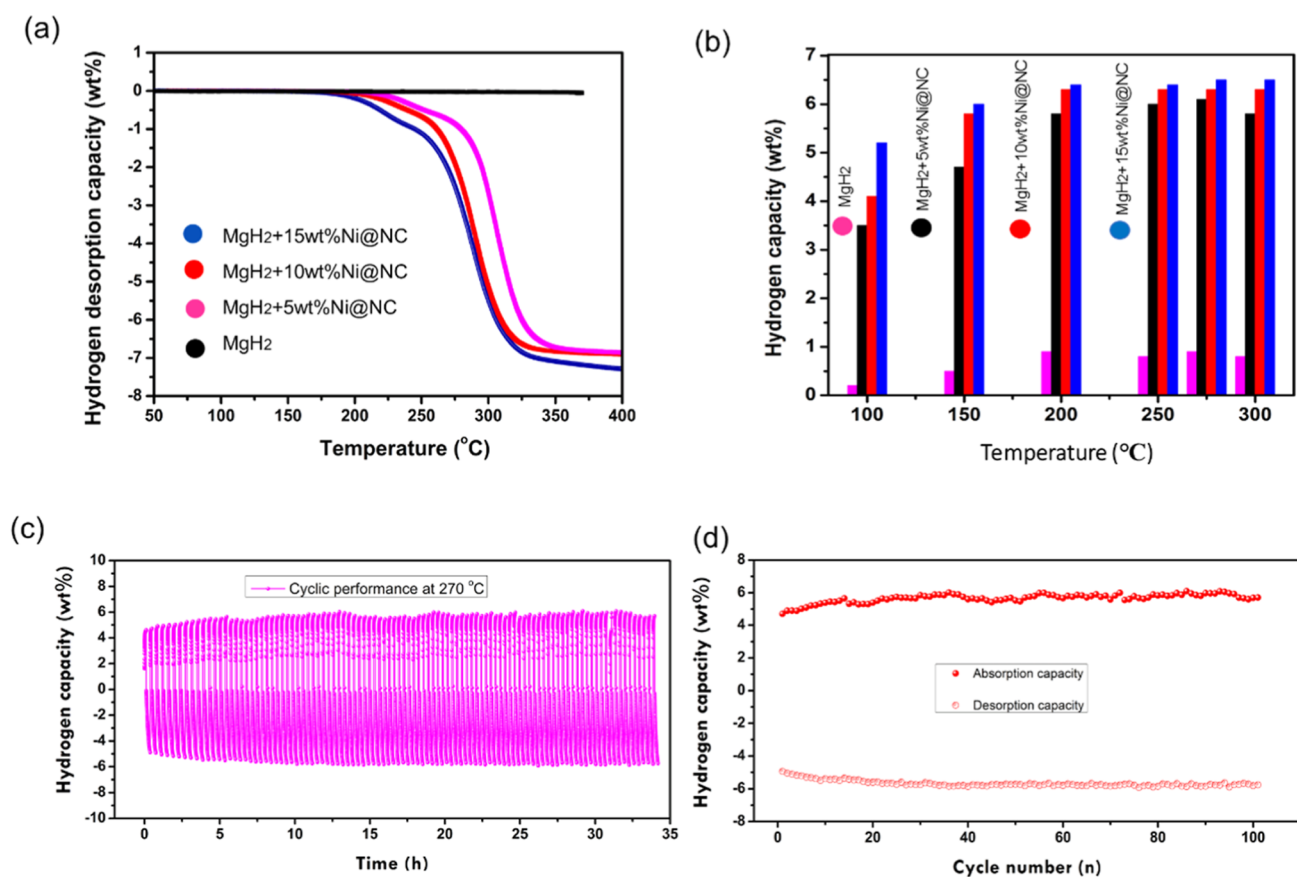 (a)
Hydrogen desorption capacity (wt%)
1
0
-1
-2
-3
-4
-5
-6
-7
-8
MgH2+15wt%Ni@NC
MgH2+10wt%Ni@NC
MgH2+5wt%Ni@NC
MgH2
50 100 150 200 250 300 350 400
Temperature (°C)
(b)
Hydrogen capacity (wt%)
7
6
5
4
3
2
1
0
MgH2
MgH2+5wt%Ni@NC
MgH2+10wt%Ni@NC
MgH2+15wt%Ni@NC
100 150 200 250 300
Temperature (°C)
(c)
Hydrogen capacity (wt%)
10
8
6
4
2
0
-2
-4
-6
-8
-10
Cyclic performance at 270 °C
0 5 10 15 20 25 30 35
Time (h)
(d)
Hydrogen capacity (wt%)
8
6
4
2
0
-2
-4
-6
-8
Absorption capacity
Desorption capacity
0 20 40 60 80 100
Cycle number (n)